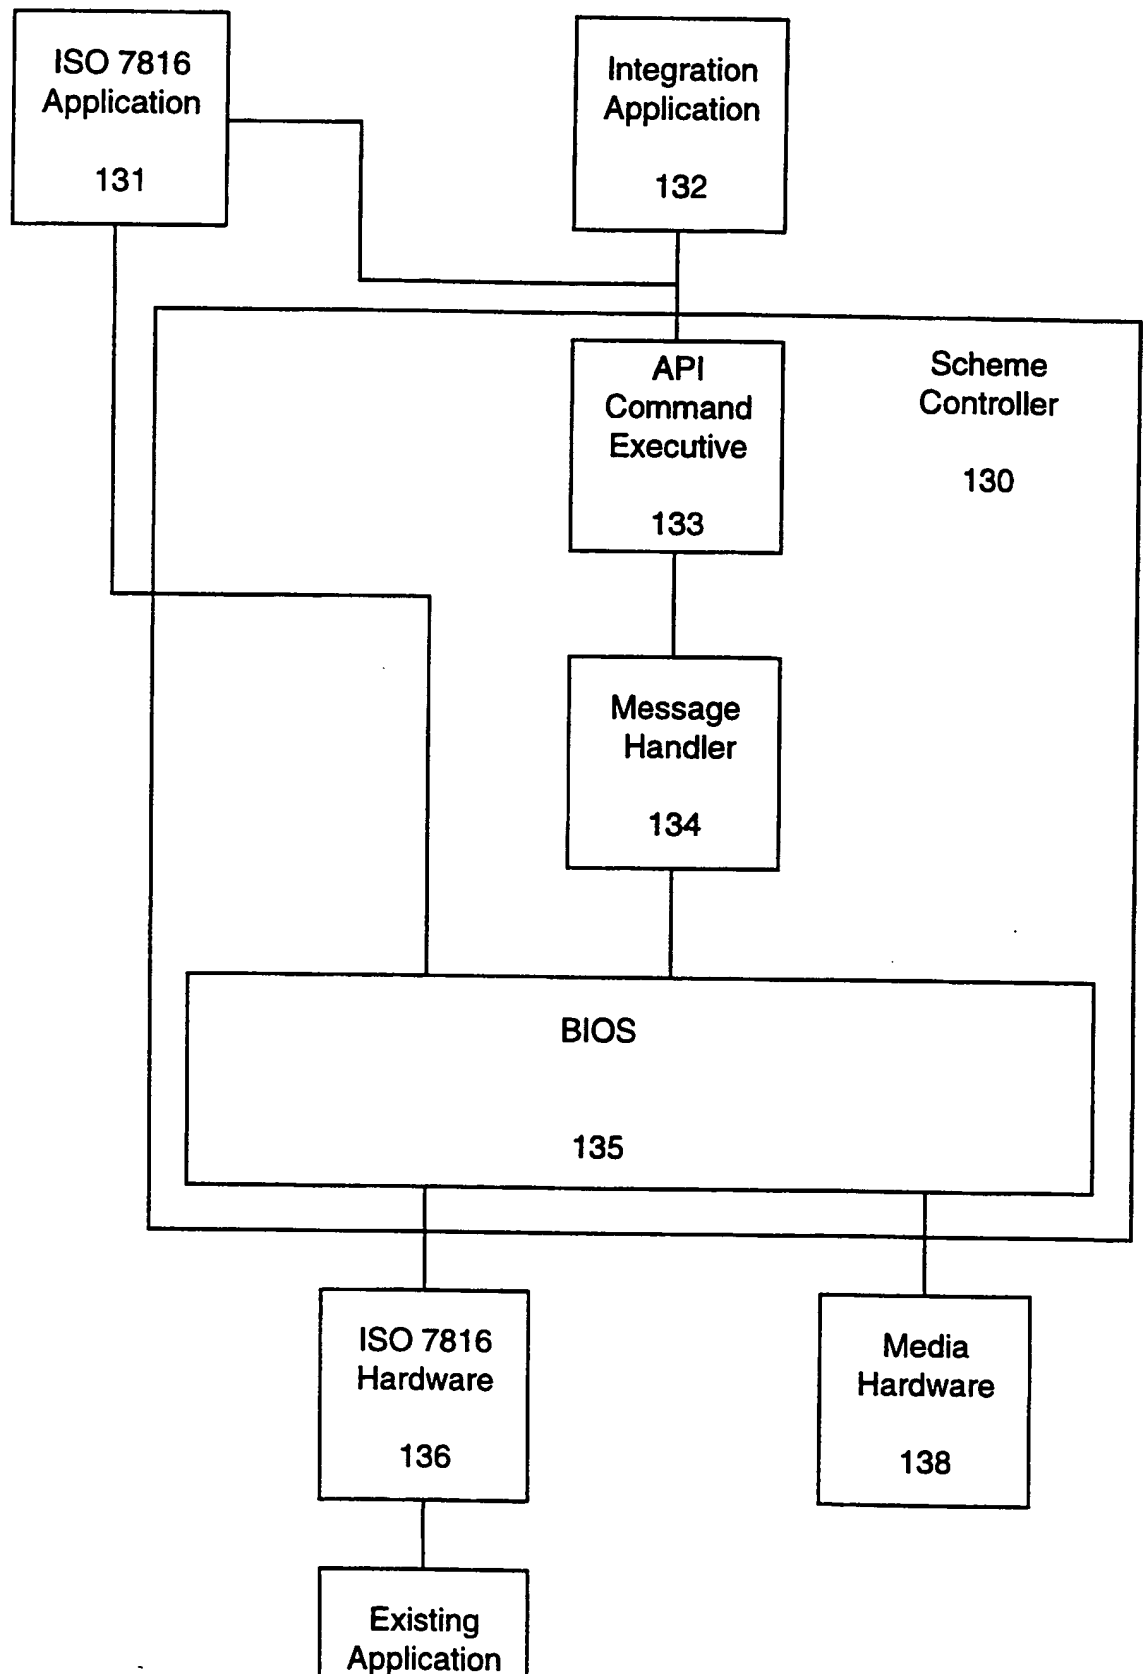 ISO 7816
Application
131
Integration
Application
132
API
Command
Executive
133
Scheme
Controller
130
Message
Handler
134
BIOS
135
ISO 7816
Hardware
136
Media
Hardware
138
Existing
Application